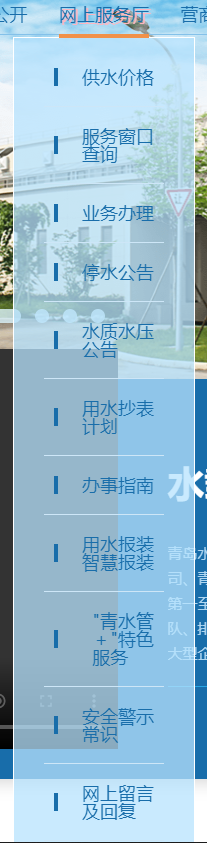 公开 网上服务厅 营商
供水价格
服务窗口
查询
业务办理
停水公告
水质水压
公告
用水抄表
计划
办事指南
用水报装
智慧报装
"青水管
+ "特色
服务
安全警示
常识
网上留言
及回复
水
青岛水
司、青
第一至
队、排
大型企